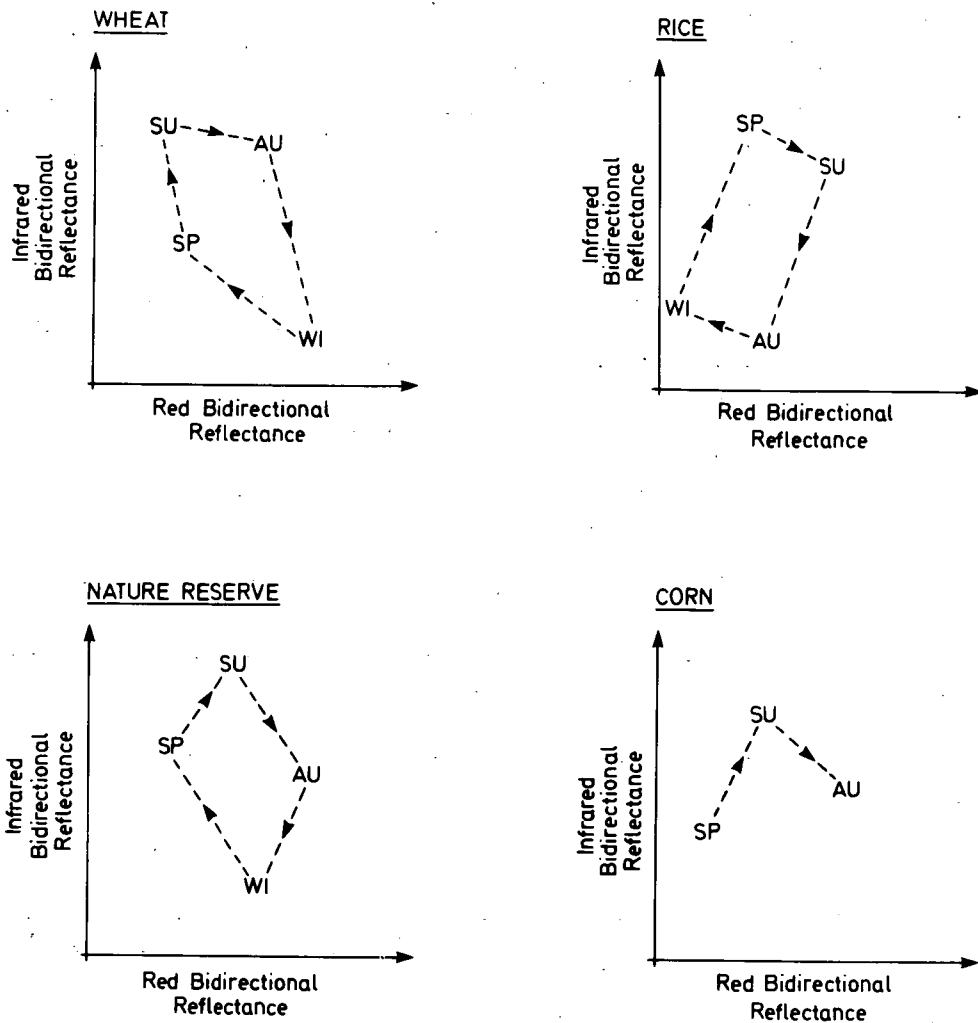 WHEAT
SU
AU
SP
WI
Infrared
Bidirectional
Reflectance
Red Bidirectional
Reflectance
RICE
SP
SU
WI
AU
Infrared
Bidirectional
Reflectance
Red Bidirectional
Reflectance
NATURE RESERVE
SU
SP
AU
WI
Infrared
Bidirectional
Reflectance
Red Bidirectional
Reflectance
CORN
SU
AU
SP
Infrared
Bidirectional
Reflectance
Red Bidirectional
Reflectance